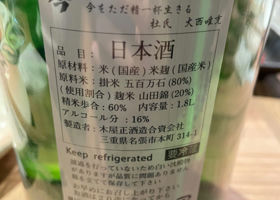 今をただ精一杯生きる
杜氏 大西唯克
品目: 日本酒
原材料: 米(国産)米麹(国産米)
原料米: 掛米 五百万石(80%)
(使用割合)麹米 山田錦(20%)
精米歩合: 60% 内容量: 1.8L
アルコール分: 16%
製造者: 木屋正酒造合資会社
三重県名張市本町 314-1
Keep refrigerated 要冷蔵